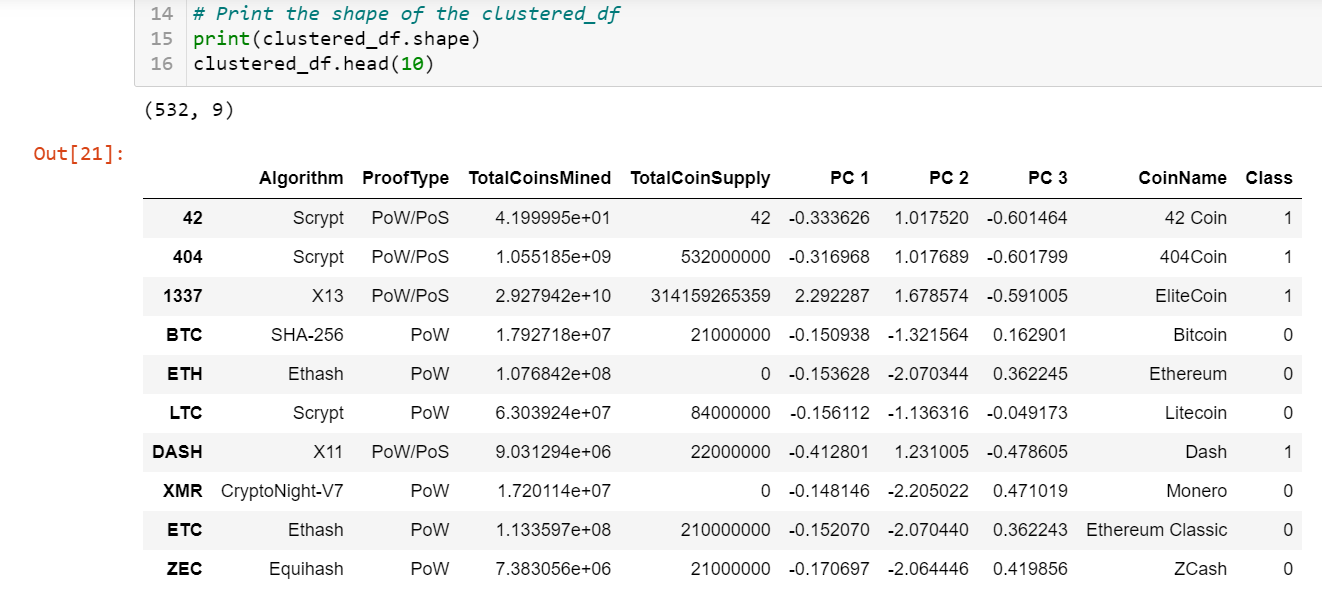 14 # Print the shape of the clustered_df
15 print(clustered_df.shape)
16 clustered_df.head(10)
(532, 9)
Out[21]:
Algorithm ProofType TotalCoinsMined TotalCoinSupply PC 1 PC 2 PC 3 CoinName Class
42 Scrypt PoW/PoS 4.199995e+01 42 -0.333626 1.017520 -0.601464 42 Coin 1
404 Scrypt PoW/PoS 1.055185e+09 532000000 -0.316968 1.017689 -0.601799 404Coin 1
1337 X13 PoW/PoS 2.927942e+10 314159265359 2.292287 1.678574 -0.591005 EliteCoin 1
BTC SHA-256 PoW 1.792718e+07 21000000 -0.150938 -1.321564 0.162901 Bitcoin 0
ETH Ethash PoW 1.076842e+08 0 -0.153628 -2.070344 0.362245 Ethereum 0
LTC Scrypt PoW 6.303924e+07 84000000 -0.156112 -1.136316 -0.049173 Litecoin 0
DASH X11 PoW/PoS 9.031294e+06 22000000 -0.412801 1.231005 -0.478605 Dash 1
XMR CryptoNight-V7 PoW 1.720114e+07 0 -0.148146 -2.205022 0.471019 Monero 0
ETC Ethash PoW 1.133597e+08 210000000 -0.152070 -2.070440 0.362243 Ethereum Classic 0
ZEC Equihash PoW 7.383056e+06 21000000 -0.170697 -2.064446 0.419856 ZCash 0